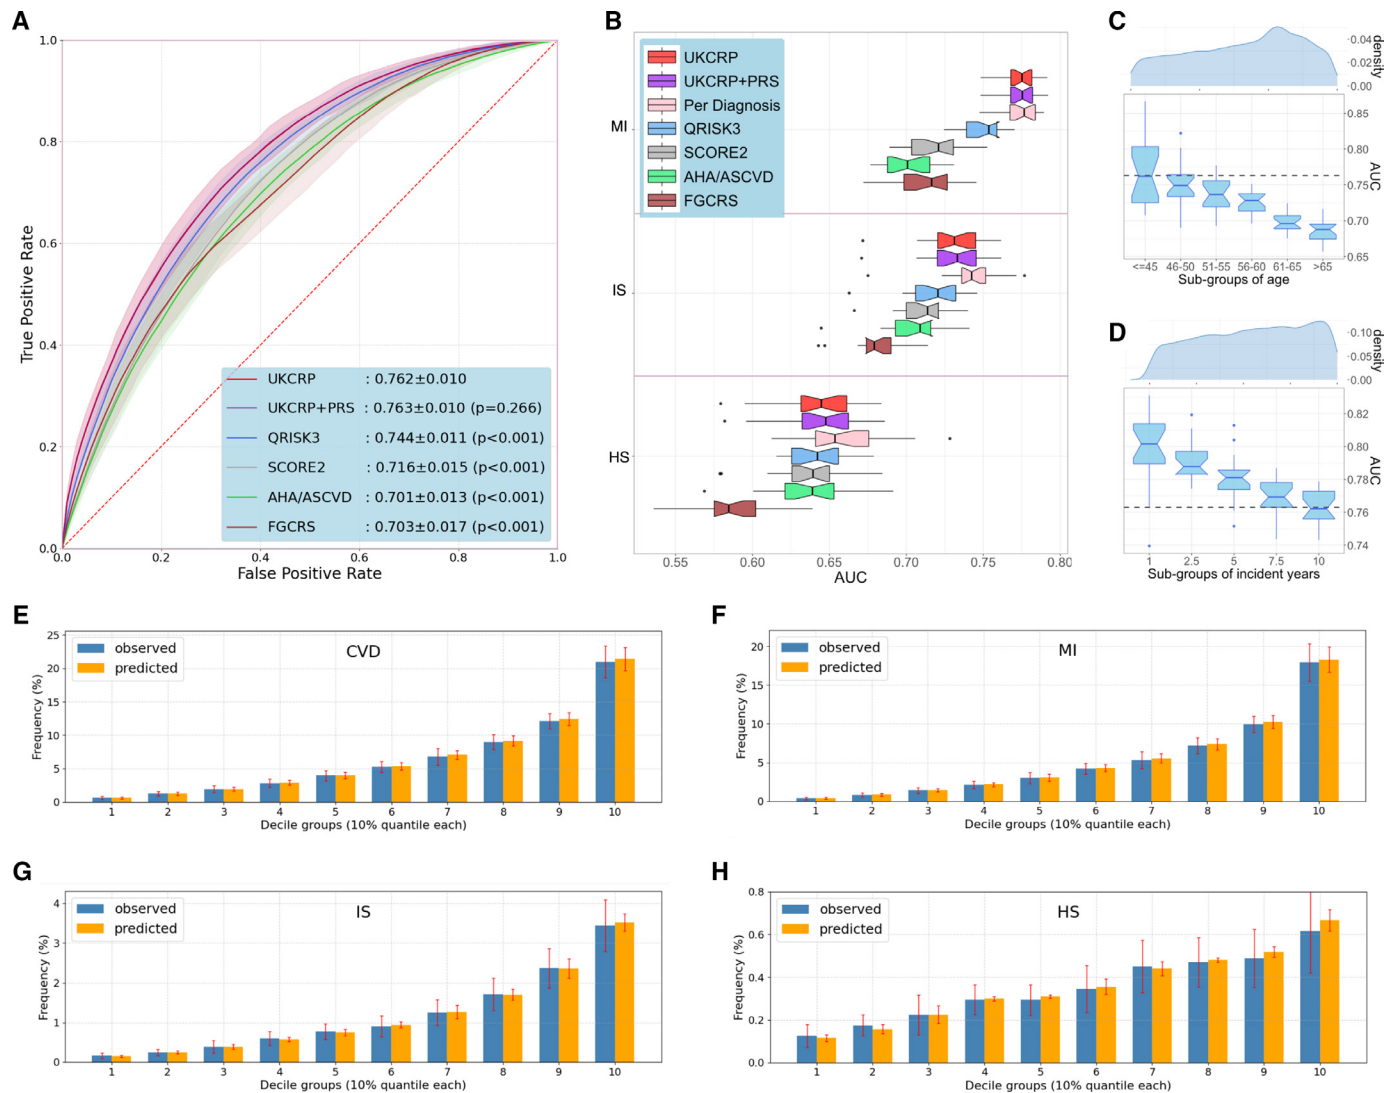 A
1.0
0.8
0.6
0.4
0.2
0.0
0.0
0.2
0.4
0.6
0.8
1.0
True Positive Rate
False Positive Rate
UKCRP : 0.762±0.010
UKCRP+PRS : 0.763±0.010 (p=0.266)
QRISK3 : 0.744±0.011 (p<0.001)
SCORE2 : 0.716±0.015 (p<0.001)
AHA/ASCVD : 0.701±0.013 (p<0.001)
FGCRS : 0.703±0.017 (p<0.001)
B
UKCRP
UKCRP+PRS
Per Diagnosis
QRISK3
SCORE2
AHA/ASCVD
FGCRS
MI
IS
HS
0.55
0.60
0.65
0.70
0.75
0.80
AUC
C
0.04
0.02
0.00
density
0.85
0.80
0.75
0.70
0.65
AUC
<=45
46-50
51-55
56-60
61-65
>65
Sub-groups of age
D
0.10
0.05
0.00
density
0.82
0.80
0.78
0.76
0.74
AUC
1
2.5
5
7.5
10
Sub-groups of incident years
E
CVD
observed
predicted
25
20
15
10
5
0
Frequency (%)
1 2 3 4 5 6 7 8 9 10
Decile groups (10% quantile each)
F
MI
observed
predicted
20
15
10
5
0
Frequency (%)
1 2 3 4 5 6 7 8 9 10
Decile groups (10% quantile each)
G
IS
observed
predicted
4
3
2
1
0
Frequency (%)
1 2 3 4 5 6 7 8 9 10
Decile groups (10% quantile each)
H
HS
observed
predicted
0.8
0.6
0.4
0.2
0.0
Frequency (%)
1 2 3 4 5 6 7 8 9 10
Decile groups (10% quantile each)